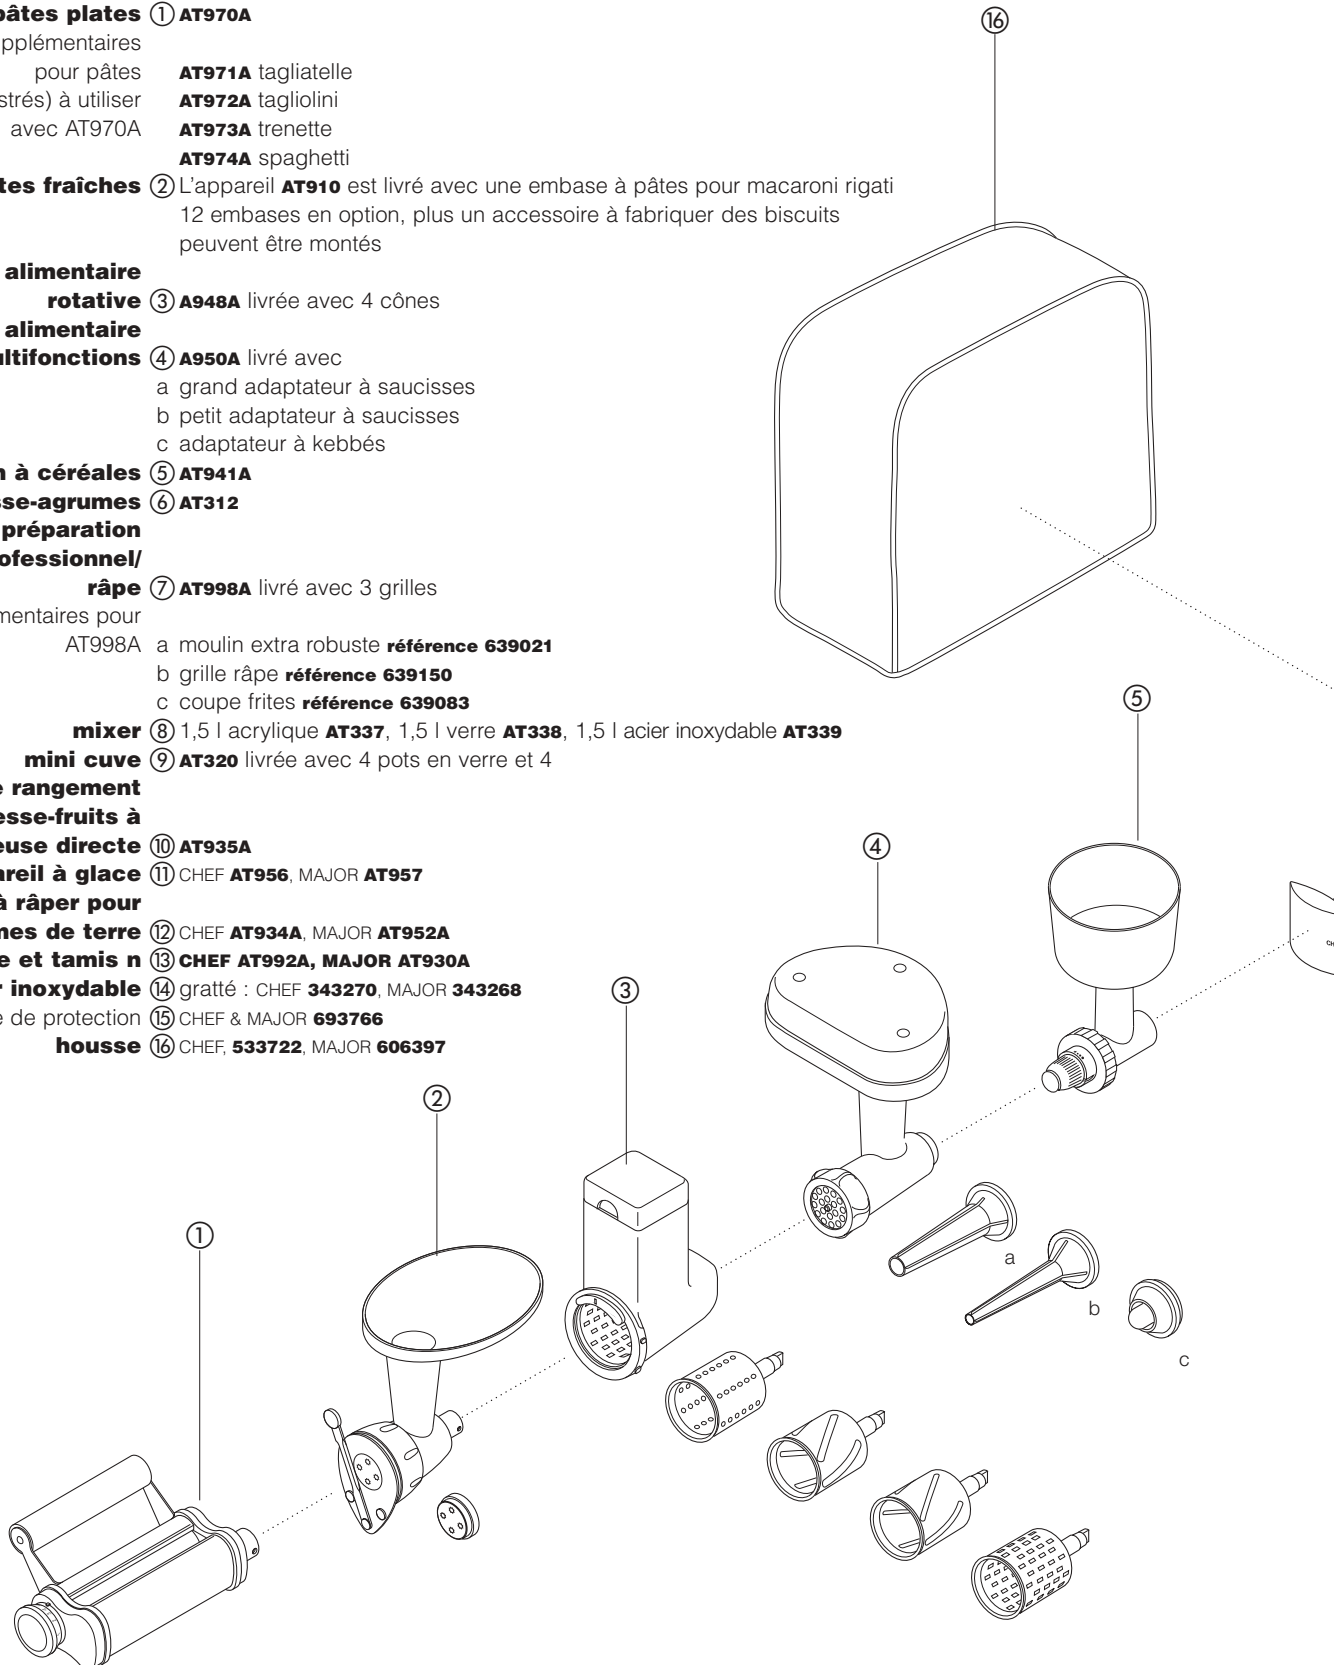 pâtes plates ① AT970A
pplémentaires
pour pâtes AT971A tagliatelle
strés) à utiliser AT972A tagliolini
avec AT970A AT973A trenette
AT974A spaghetti
tes fraîches ② L'appareil AT910 est livré avec une embase à pâtes pour macaroni rigati
12 embases en option, plus un accessoire à fabriquer des biscuits
peuvent être montés
alimentaire
rotative ③ A948A livrée avec 4 cônes
alimentaire
ltifonctions ④ A950A livré avec
a grand adaptateur à saucisses
b petit adaptateur à saucisses
c adaptateur à kebbés
n à céréales ⑤ AT941A
sse-agrumes ⑥ AT312
préparation
ofessionnel/
râpe ⑦ AT998A livré avec 3 grilles
mentaires pour
AT998A a moulin extra robuste référence 639021
b grille râpe référence 639150
c coupe frites référence 639083
mixer ⑧ 1,5 l acrylique AT337, 1,5 l verre AT338, 1,5 l acier inoxydable AT339
mini cuve ⑨ AT320 livrée avec 4 pots en verre et 4
e rangement
esse-fruits à
euse directe ⑩ AT935A
areil à glace ⑪ CHEF AT956, MAJOR AT957
à râper pour
mes de terre ⑫ CHEF AT934A, MAJOR AT952A
e et tamis n ⑬ CHEF AT992A, MAJOR AT930A
r inoxydable ⑭ gratté : CHEF 343270, MAJOR 343268
e de protection ⑮ CHEF & MAJOR 693766
housse ⑯ CHEF, 533722, MAJOR 606397
⑯
⑤
④
CH
③
②
①
a
b
c